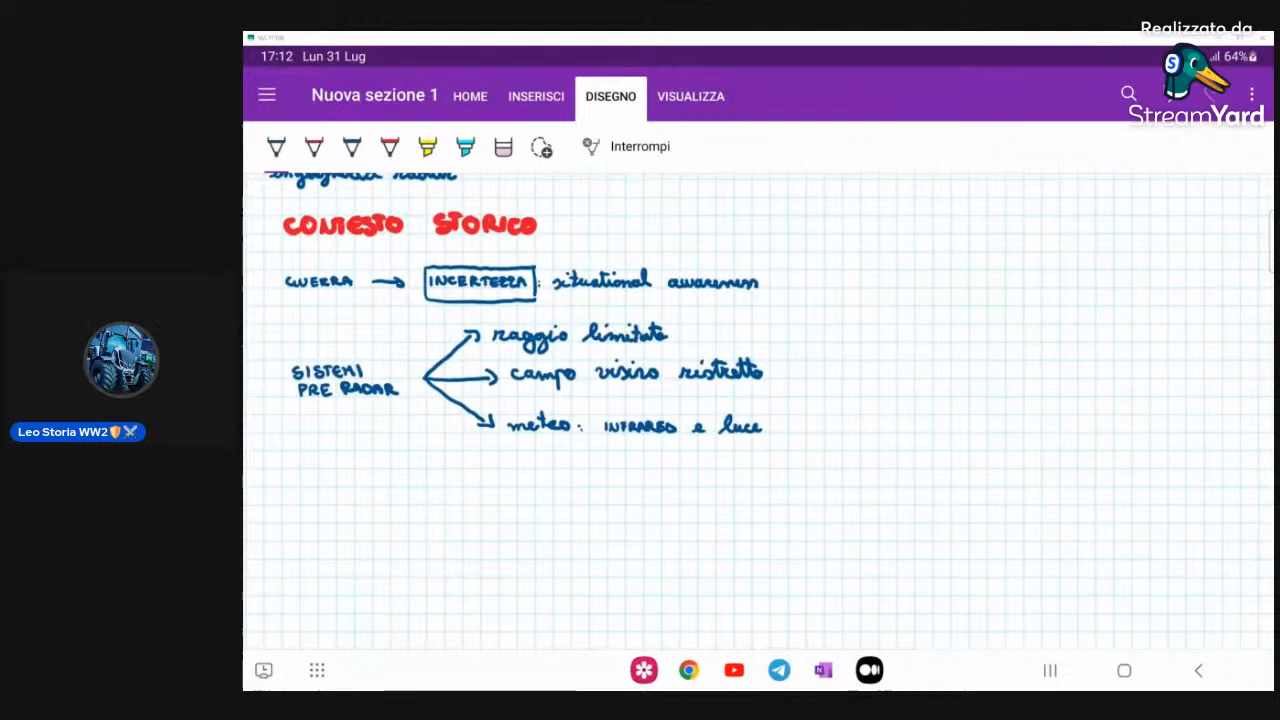 Realizzato da
StreamYard
17:12 Lun 31 Lug
64%
Nuova sezione 1 HOME INSERISCI DISEGNO VISUALIZZA
Interrompi
CONTESTO STORICO
GUERRA → INCERTEZZA: situational awareness
raggio limitato
SISTEMI
PRE RADAR
campo visivo ristretto
meteo: INFRARED e luce
Leo Storia WW2